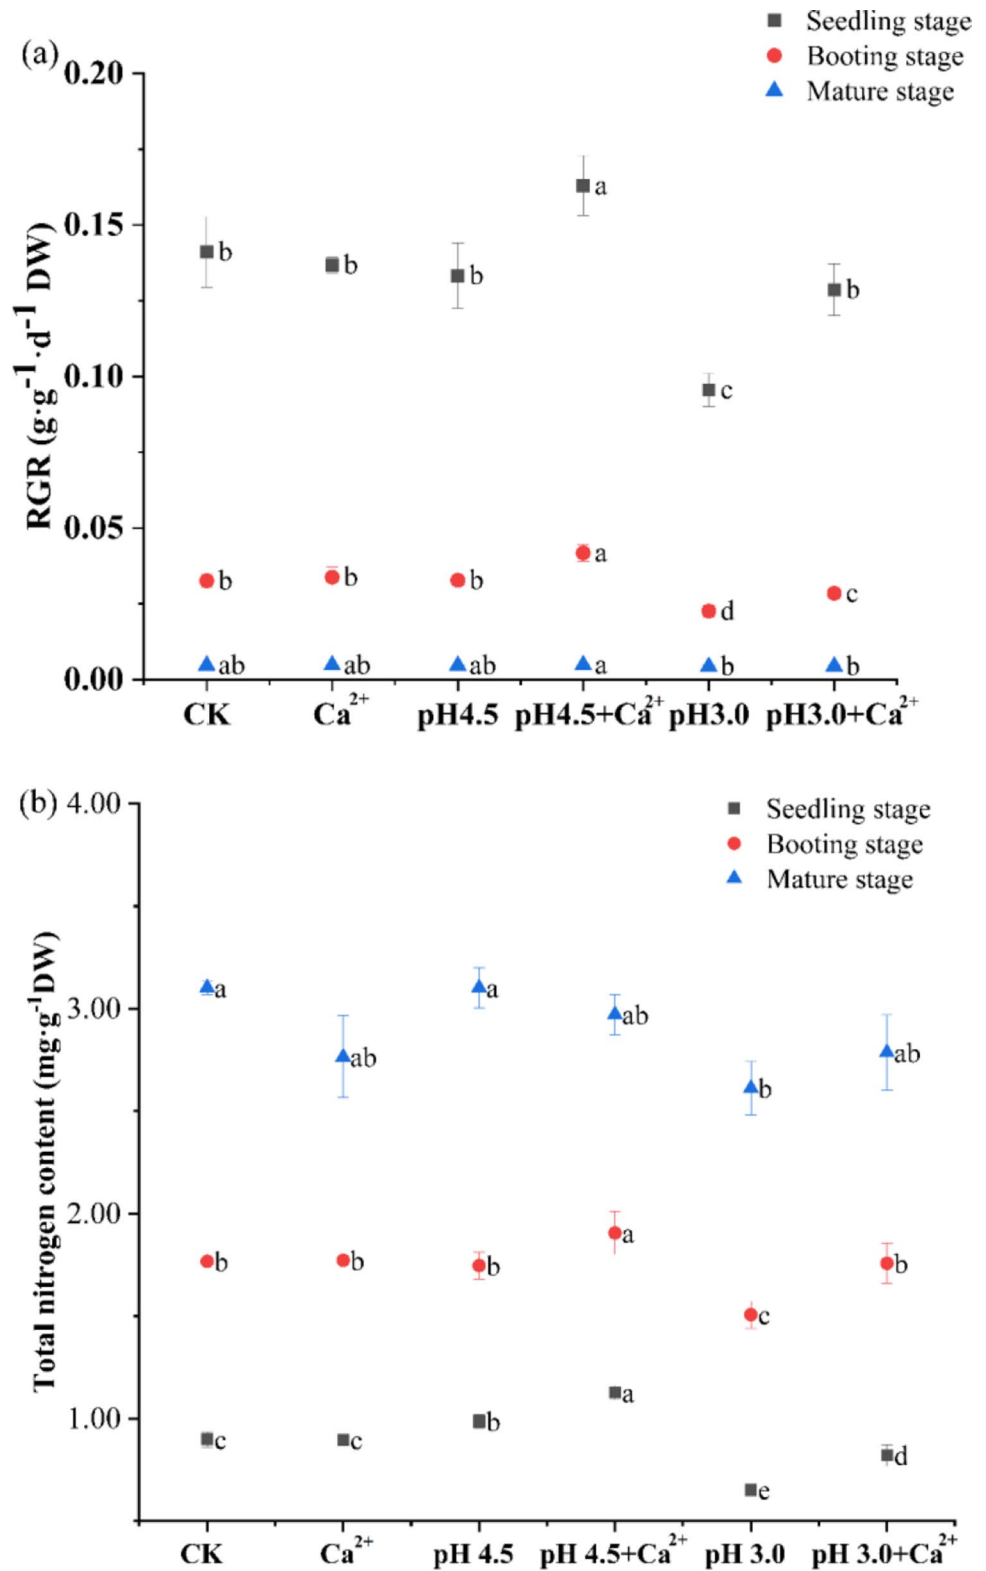 (a)
Seedling stage
Booting stage
Mature stage
0.20
0.15
0.10
0.05
0.00
RGR (g·g⁻¹·d⁻¹ DW)
b b b a c b
b b b a d c
ab ab ab a b b
CK Ca²⁺ pH4.5 pH4.5+Ca²⁺ pH3.0 pH3.0+Ca²⁺
(b)
Seedling stage
Booting stage
Mature stage
4.00
3.00
2.00
1.00
Total nitrogen content (mg·g⁻¹DW)
a ab a ab b ab
b b b a c b
c c b a e d
CK Ca²⁺ pH 4.5 pH 4.5+Ca²⁺ pH 3.0 pH 3.0+Ca²⁺